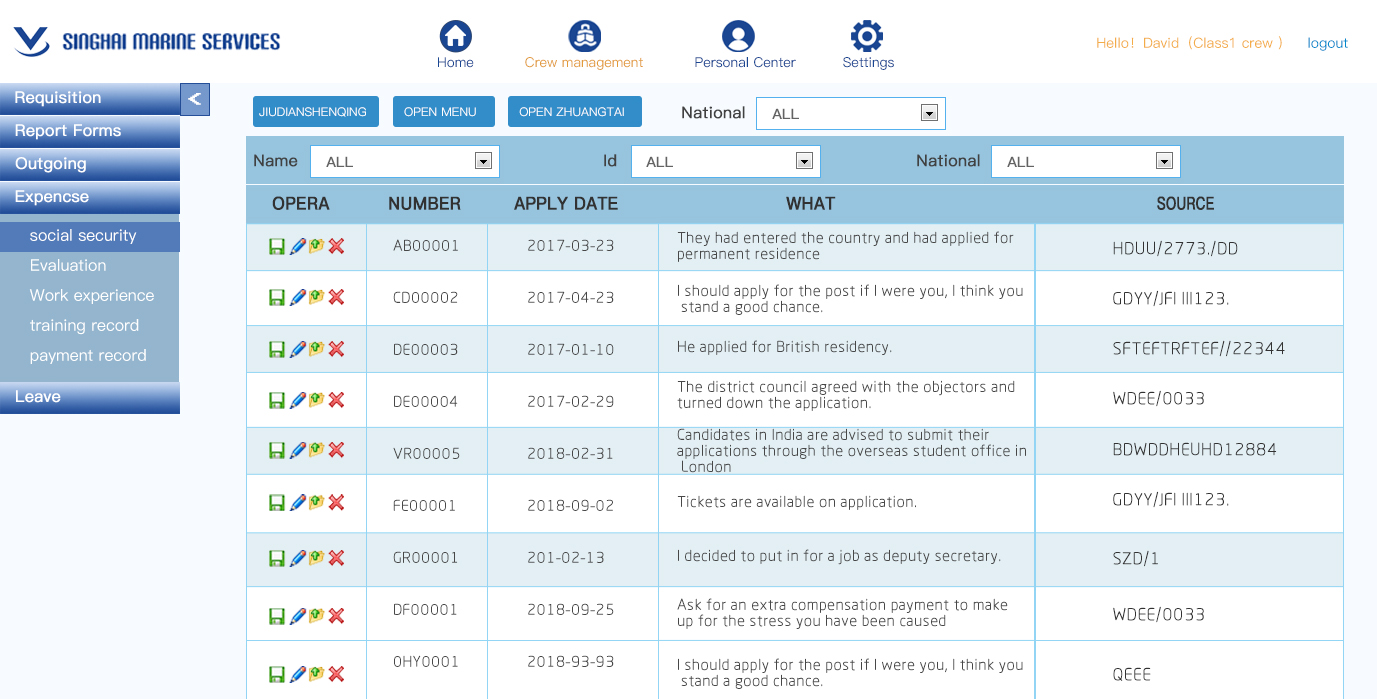 SINGHAI MARINE SERVICES
Home
Crew management
Personal Center
Settings
Hello! David (Class1 crew )
logout
Requisition
Report Forms
Outgoing
Expencse
social security
Evaluation
Work experience
training record
payment record
Leave
<
JIUDIANSHENQING
OPEN MENU
OPEN ZHUANGTAI
National
ALL
Name
ALL
Id
ALL
National
ALL
OPERA
NUMBER
APPLY DATE
WHAT
SOURCE
AB00001
2017-03-23
They had entered the country and had applied for
permanent residence
HDUU/2773./DD
CD00002
2017-04-23
I should apply for the post if I were you, I think you
stand a good chance.
GDYY/JFI III123.
DE00003
2017-01-10
He applied for British residency.
SFTEFTRFTEF//22344
DE00004
2017-02-29
The district council agreed with the objectors and
turned down the application.
WDEE/0033
VR00005
2018-02-31
Candidates in India are advised to submit their
applications through the overseas student office in
London
BDWDDHEUHD12884
FE00001
2018-09-02
Tickets are available on application.
GDYY/JFI III123.
GR00001
201-02-13
I decided to put in for a job as deputy secretary.
SZD/1
DF00001
2018-09-25
Ask for an extra compensation payment to make
up for the stress you have been caused
WDEE/0033
0HY0001
2018-93-93
I should apply for the post if I were you, I think you
stand a good chance.
QEEE